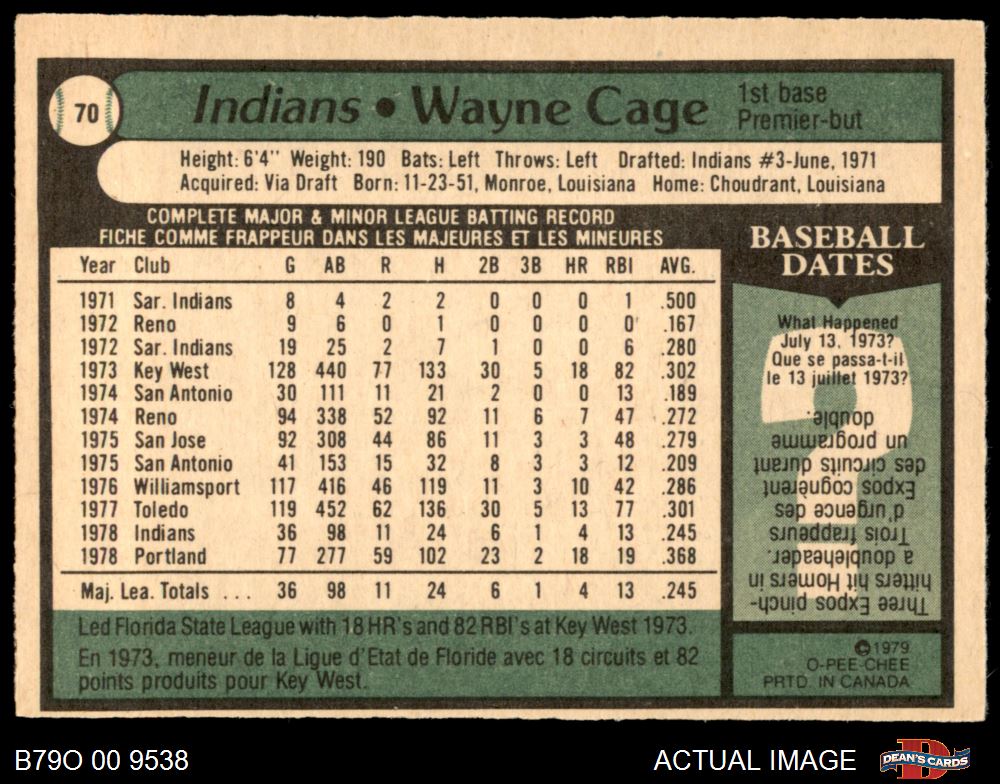 70
Indians • Wayne Cage
1st base
Premier-but
Height: 6'4" Weight: 190 Bats: Left Throws: Left Drafted: Indians #3-June, 1971
Acquired: Via Draft Born: 11-23-51, Monroe, Louisiana Home: Choudrant, Louisiana
COMPLETE MAJOR & MINOR LEAGUE BATTING RECORD
FICHE COMME FRAPPEUR DANS LES MAJEURES ET LES MINEURES
Year Club G AB R H 2B 3B HR RBI AVG.
1971 Sar. Indians 8 4 2 2 0 0 0 1 .500
1972 Reno 9 6 0 1 0 0 0 0 .167
1972 Sar. Indians 19 25 2 7 1 0 0 6 .280
1973 Key West 128 440 77 133 30 5 18 82 .302
1974 San Antonio 30 111 11 21 2 0 0 13 .189
1974 Reno 94 338 52 92 11 6 7 47 .272
1975 San Jose 92 308 44 86 11 3 3 48 .279
1975 San Antonio 41 153 15 32 8 3 3 12 .209
1976 Williamsport 117 416 46 119 11 3 10 42 .286
1977 Toledo 119 452 62 136 30 5 13 77 .301
1978 Indians 36 98 11 24 6 1 4 13 .245
1978 Portland 77 277 59 102 23 2 18 19 .368
Maj. Lea. Totals ... 36 98 11 24 6 1 4 13 .245
Led Florida State League with 18 HR's and 82 RBI's at Key West 1973.
En 1973, meneur de la Ligue d'Etat de Floride avec 18 circuits et 82
points produits pour Key West.
BASEBALL
DATES
What Happened
July 13, 1973?
Que se passa-t-il
le 13 juillet 1973?
Three Expos pinch-
hitters hit Homers in
a doubleheader.
Trois frappeurs
d'urgence des
Expos cognèrent
des circuits durant
un programme
double.
©1979
O-PEE-CHEE
PRTD. IN CANADA
B79O 00 9538
ACTUAL IMAGE
DEAN'S CARDS